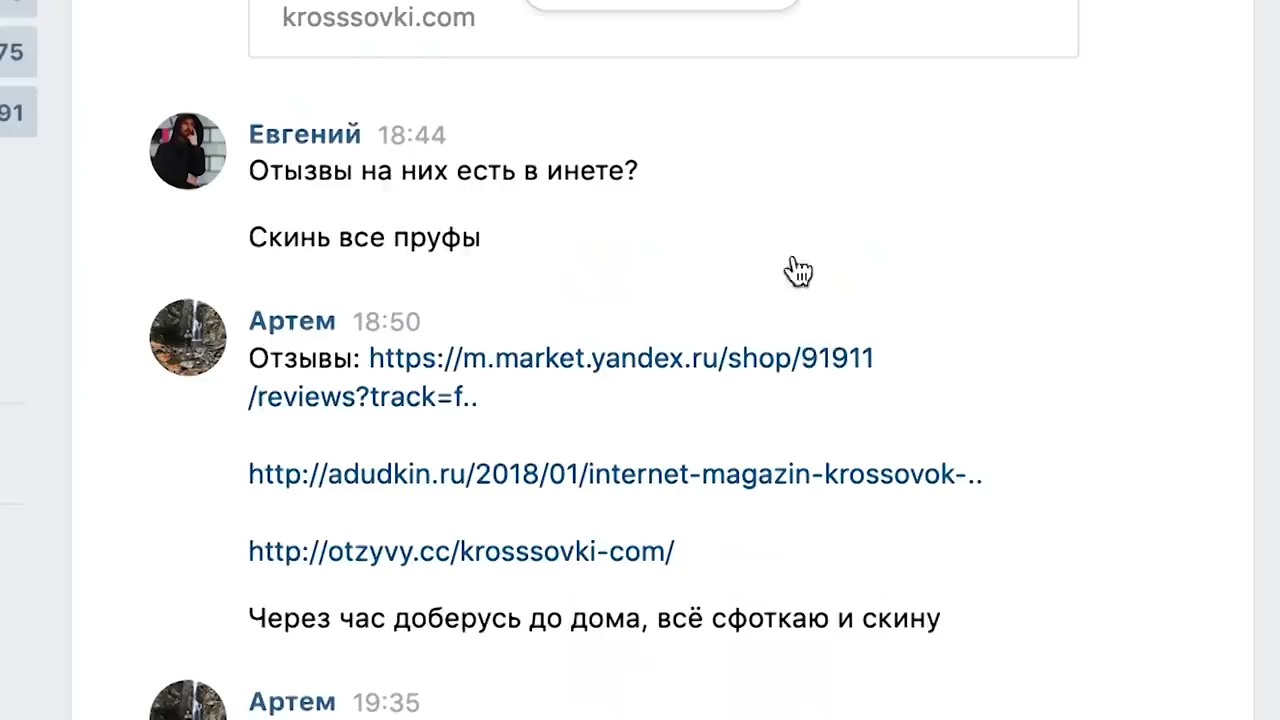 krosssovki.com
75
91
Евгений 18:44
Отызвы на них есть в инете?
Скинь все пруфы
Артем 18:50
Отзывы: https://m.market.yandex.ru/shop/91911
/reviews?track=f..
http://adudkin.ru/2018/01/internet-magazin-krossovok-..
http://otzyvy.cc/krosssovki-com/
Через час доберусь до дома, всё сфоткаю и скину
Артем 19:35